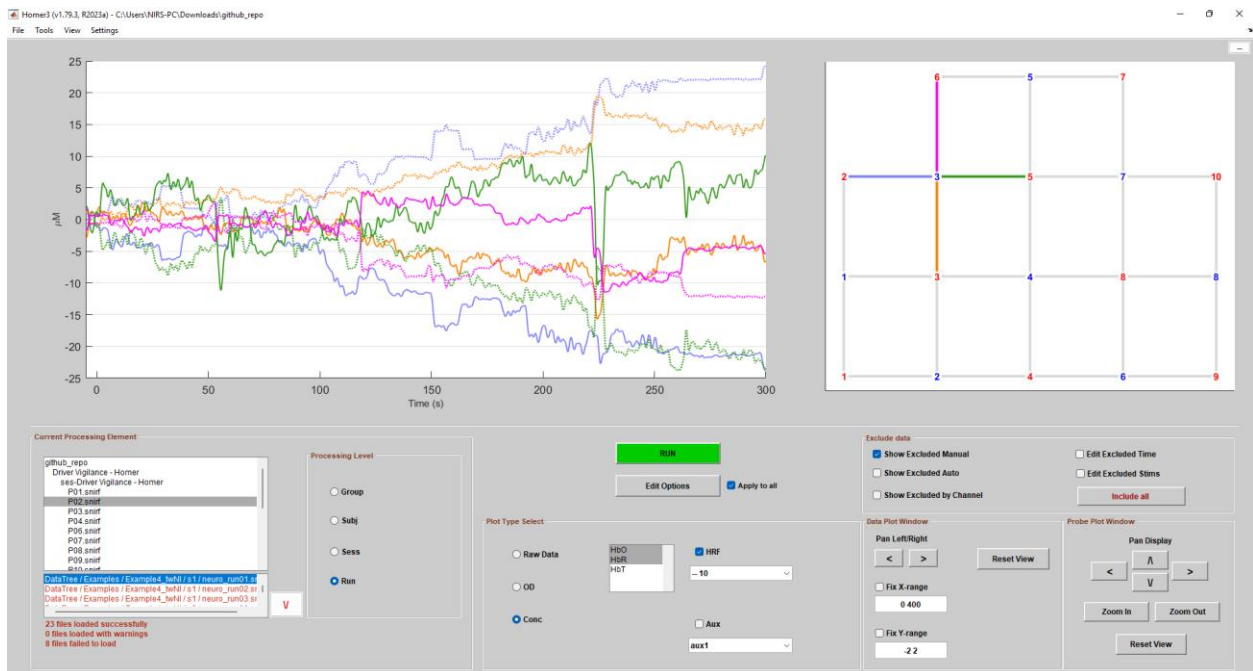 Homer3 (v1.79.3, R2023a) - C:\Users\NIRS-PC\Downloads\github_repo
File Tools View Settings
25
20
15
10
5
0
-5
-10
-15
-20
-25
μM
0 50 100 150 200 250 300
Time (s)
6 5 7
2 3 5 7 10
1 3 4 8 8
1 2 4 6 9
Current Processing Element
github_repo
Driver Vigilance - Homer
ses-Driver Vigilance - Homer
P01.snirf
P02.snirf
P03.snirf
P04.snirf
P06.snirf
P07.snirf
P08.snirf
P09.snirf
P10.snirf
DataTree / Examples / Example4_twNI / s1 / neuro_run01.sr
DataTree / Examples / Example4_twNI / s1 / neuro_run02.sr
DataTree / Examples / Example4_twNI / s1 / neuro_run03.sr
V
23 files loaded successfully
0 files loaded with warnings
8 files failed to load
Processing Level
Group
Subj
Sess
Run
RUN
Edit Options
Apply to all
Plot Type Select
Raw Data
OD
Conc
HbO
HbR
HbT
HRF
-- 10
Aux
aux1
Exclude data
Show Excluded Manual
Show Excluded Auto
Show Excluded by Channel
Edit Excluded Time
Edit Excluded Stims
Include all
Data Plot Window
Pan Left/Right
< >
Reset View
Fix X-range
0 400
Fix Y-range
-2 2
Probe Plot Window
Pan Display
/\
< >
V
Zoom In Zoom Out
Reset View